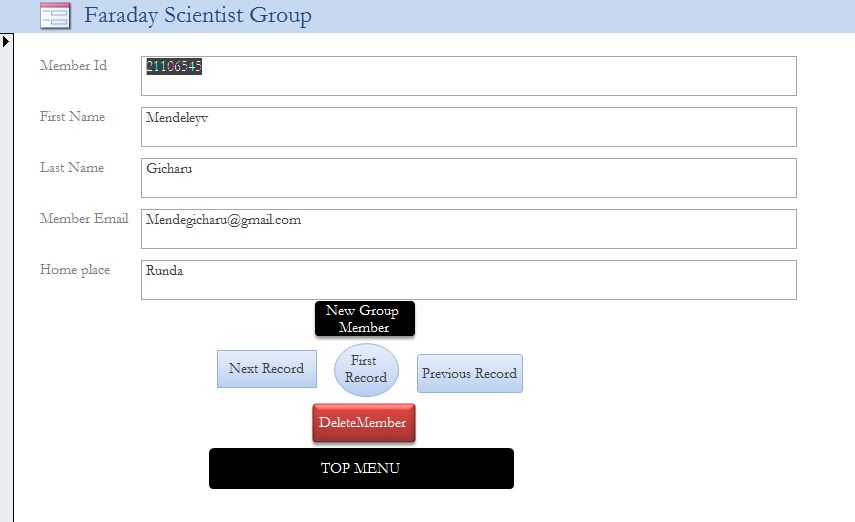 Faraday Scientist Group
Member Id 21106545
First Name Mendeleyv
Last Name Gicharu
Member Email Mendegicharu@gmail.com
Home place Runda
New Group
Member
Next Record
First
Record
Previous Record
DeleteMember
TOP MENU